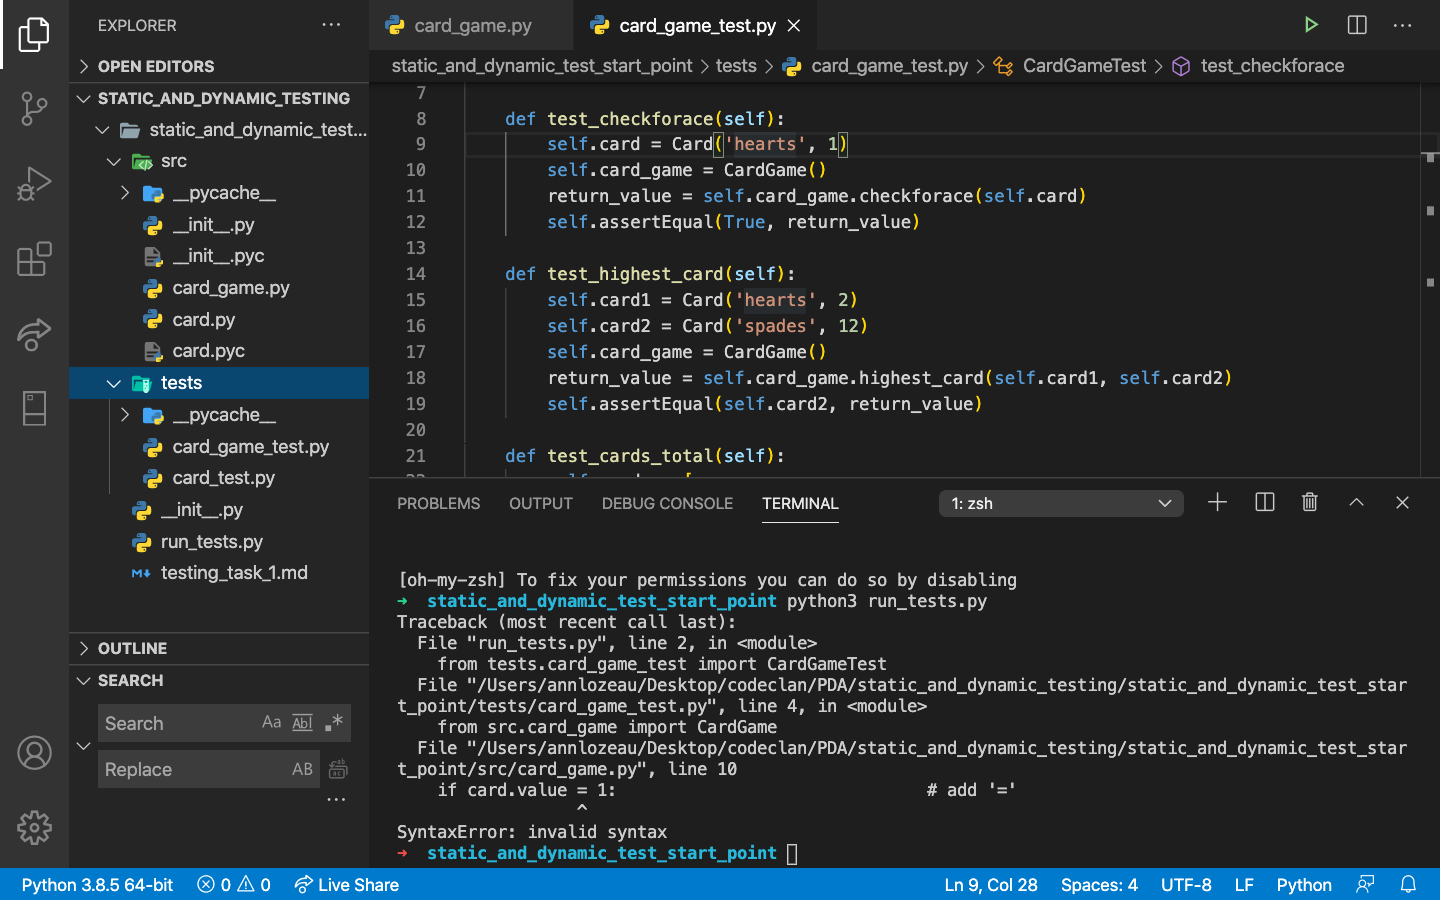 EXPLORER
OPEN EDITORS
STATIC_AND_DYNAMIC_TESTING
static_and_dynamic_test...
src
__pycache__
__init__.py
__init__.pyc
card_game.py
card.py
card.pyc
tests
__pycache__
card_game_test.py
card_test.py
__init__.py
run_tests.py
testing_task_1.md
OUTLINE
SEARCH
Search Aa Abl .*
Replace AB
card_game.py card_game_test.py
static_and_dynamic_test_start_point > tests > card_game_test.py > CardGameTest > test_checkforace
7
8 def test_checkforace(self):
9 self.card = Card('hearts', 1)
10 self.card_game = CardGame()
11 return_value = self.card_game.checkforace(self.card)
12 self.assertEqual(True, return_value)
13
14 def test_highest_card(self):
15 self.card1 = Card('hearts', 2)
16 self.card2 = Card('spades', 12)
17 self.card_game = CardGame()
18 return_value = self.card_game.highest_card(self.card1, self.card2)
19 self.assertEqual(self.card2, return_value)
20
21 def test_cards_total(self):
PROBLEMS OUTPUT DEBUG CONSOLE TERMINAL 1: zsh
[oh-my-zsh] To fix your permissions you can do so by disabling
→ static_and_dynamic_test_start_point python3 run_tests.py
Traceback (most recent call last):
File "run_tests.py", line 2, in <module>
from tests.card_game_test import CardGameTest
File "/Users/annlozeau/Desktop/codeclan/PDA/static_and_dynamic_testing/static_and_dynamic_test_star
t_point/tests/card_game_test.py", line 4, in <module>
from src.card_game import CardGame
File "/Users/annlozeau/Desktop/codeclan/PDA/static_and_dynamic_testing/static_and_dynamic_test_star
t_point/src/card_game.py", line 10
if card.value = 1: # add '='
^
SyntaxError: invalid syntax
→ static_and_dynamic_test_start_point
Python 3.8.5 64-bit 0 0 Live Share Ln 9, Col 28 Spaces: 4 UTF-8 LF Python